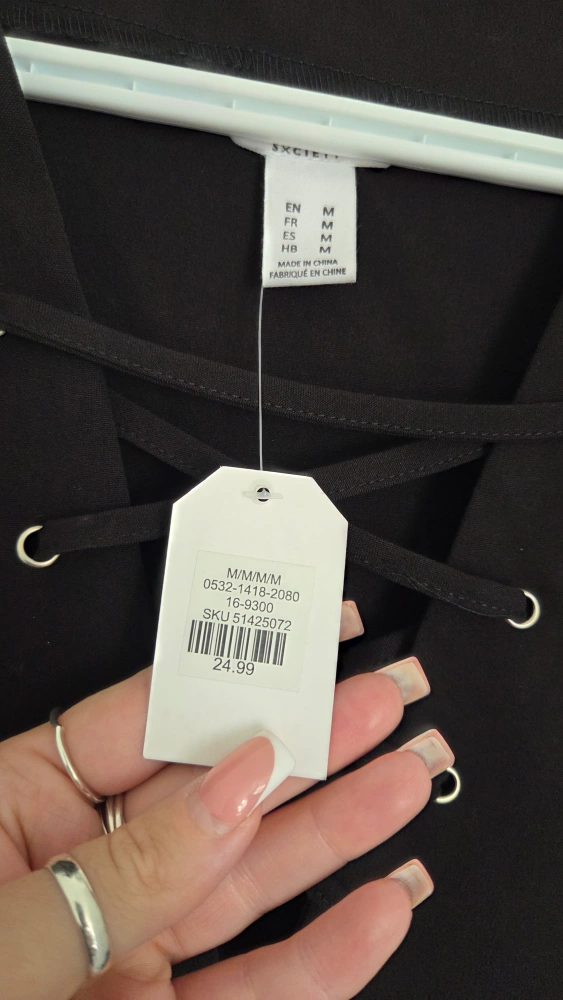 EN M
FR M
ES M
HB M
MADE IN CHINA
FABRIQUÉ EN CHINE
M/M/M/M
0532-1418-2080
16-9300
SKU 51425072
24.99